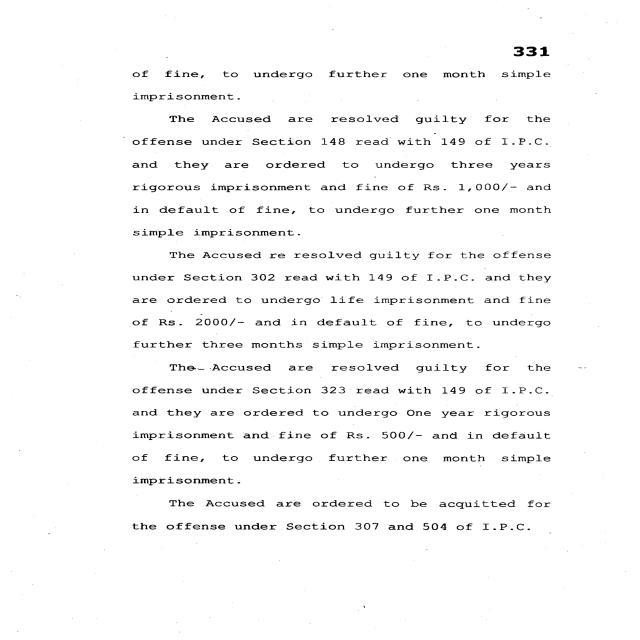 331
of fine, to undergo further one month simple
imprisonment.
The Accused are resolved guilty for the
offense under Section 148 read with 149 of I.P.C.
and they are ordered to undergo three years
rigorous imprisonment and fine of Rs. 1,000/- and
in default of fine, to undergo further one month
simple imprisonment.
The Accused re resolved guilty for the offense
under Section 302 read with 149 of I.P.C. and they
are ordered to undergo life imprisonment and fine
of Rs. 2000/- and in default of fine, to undergo
further three months simple imprisonment.
The Accused are resolved guilty for the
offense under Section 323 read with 149 of I.P.C.
and they are ordered to undergo One year rigorous
imprisonment and fine of Rs. 500/- and in default
of fine, to undergo further one month simple
imprisonment.
The Accused are ordered to be acquitted for
the offense under Section 307 and 504 of I.P.C.